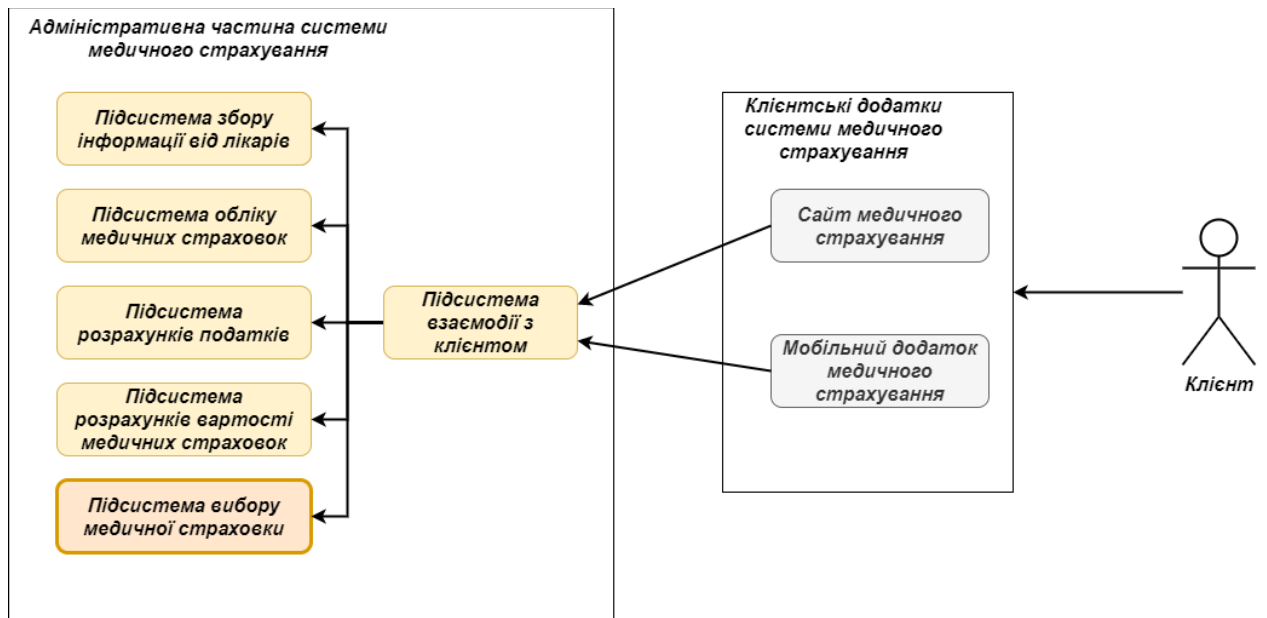 Адміністративна частина системи
медичного страхування
Підсистема збору
інформації від лікарів
Підсистема обліку
медичних страховок
Підсистема
розрахунків податків
Підсистема
розрахунків вартості
медичних страховок
Підсистема вибору
медичної страховки
Підсистема
взаємодії з
клієнтом
Клієнтські додатки
системи медичного
страхування
Сайт медичного
страхування
Мобільний додаток
медичного
страхування
Клієнт